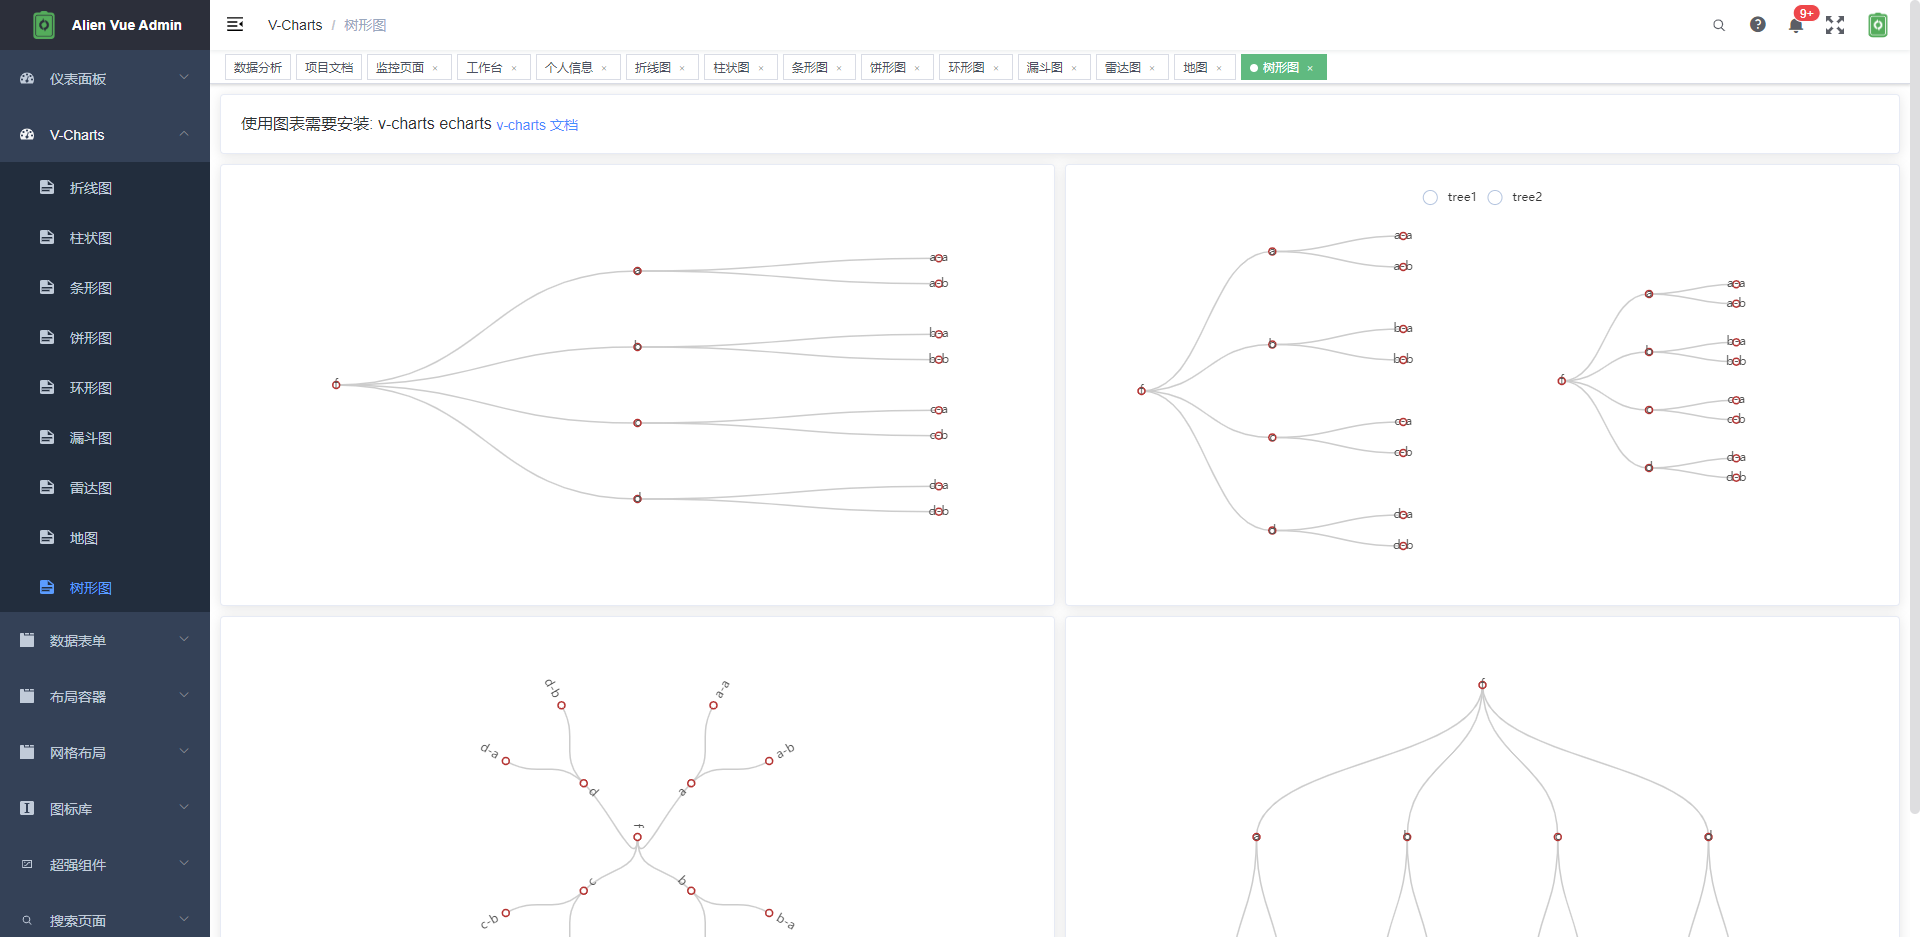 Alien Vue Admin
V-Charts / 树形图
9+
仪表面板
V-Charts
折线图
柱状图
条形图
饼形图
环形图
漏斗图
雷达图
地图
树形图
数据表单
布局容器
网格布局
图标库
超强组件
搜索页面
数据分析 项目文档 监控页面 × 工作台 × 个人信息 × 折线图 × 柱状图 × 条形图 × 饼形图 × 环形图 × 漏斗图 × 雷达图 × 地图 × 树形图 ×
使用图表需要安装: v-charts echarts v-charts 文档
f
a
b
c
d
a-a
a-b
b-a
b-b
c-a
c-b
d-a
d-b
tree1 tree2
f
a
b
c
d
a-a
a-b
b-a
b-b
c-a
c-b
d-a
d-b
f
a
b
c
d
a-a
a-b
b-a
b-b
c-a
c-b
d-a
d-b
d-b
a-a
d-a
a-b
d
a
f
c
b
c-b
b-a
f
a
b
c
d